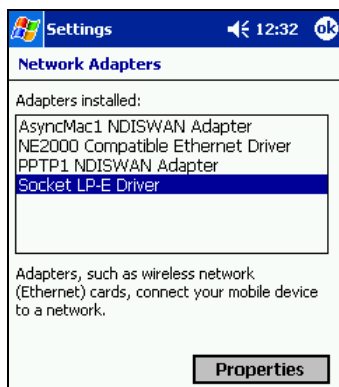 Settings 12:32 ok
Network Adapters
Adapters installed:
AsyncMac1 NDISWAN Adapter
NE2000 Compatible Ethernet Driver
PPTP1 NDISWAN Adapter
Socket LP-E Driver
Adapters, such as wireless network
(Ethernet) cards, connect your mobile device
to a network.
Properties